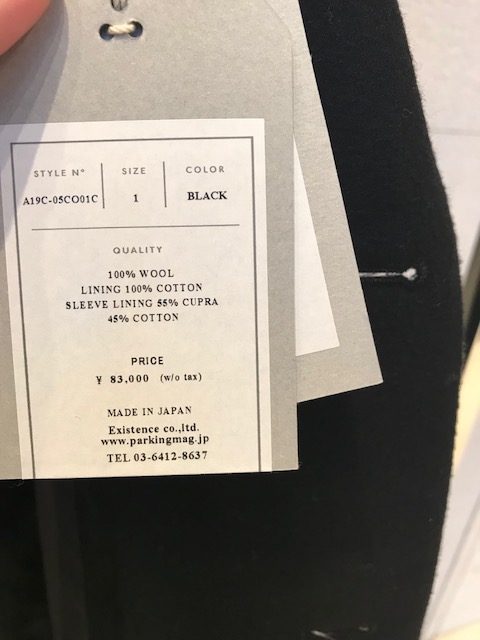 STYLE Nº SIZE COLOR
A19C-05CO01C 1 BLACK
QUALITY
100% WOOL
LINING 100% COTTON
SLEEVE LINING 55% CUPRA
45% COTTON
PRICE
¥ 83,000 (w/o tax)
MADE IN JAPAN
Existence co.,ltd.
www.parkingmag.jp
TEL 03-6412-8637